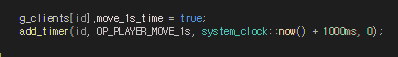 g_clients[id].move_1s_time = true;
add_timer(id, OP_PLAYER_MOVE_1s, system_clock::now() + 1000ms, 0);